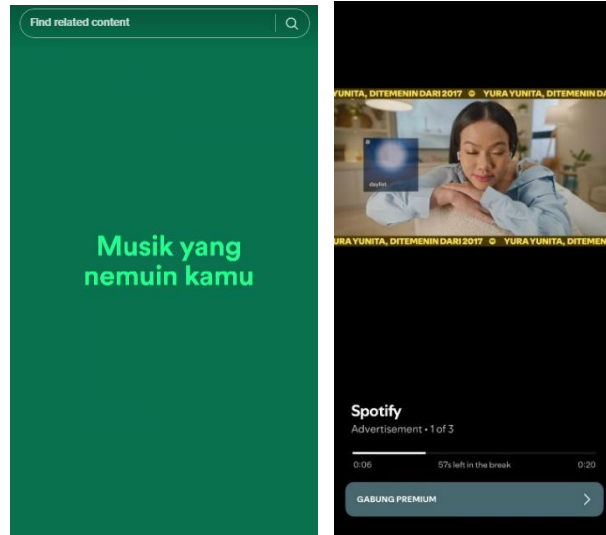 Find related content
Musik yang
nemuin kamu
YUNITA, DITEMENIN DARI 2017 YURA YUNITA, DITEMENIN DA
daylist
URA YUNITA, DITEMENIN DARI 2017 YURA YUNITA, DITEMEN
Spotify
Advertisement • 1 of 3
0:06 57s left in the break 0:20
GABUNG PREMIUM